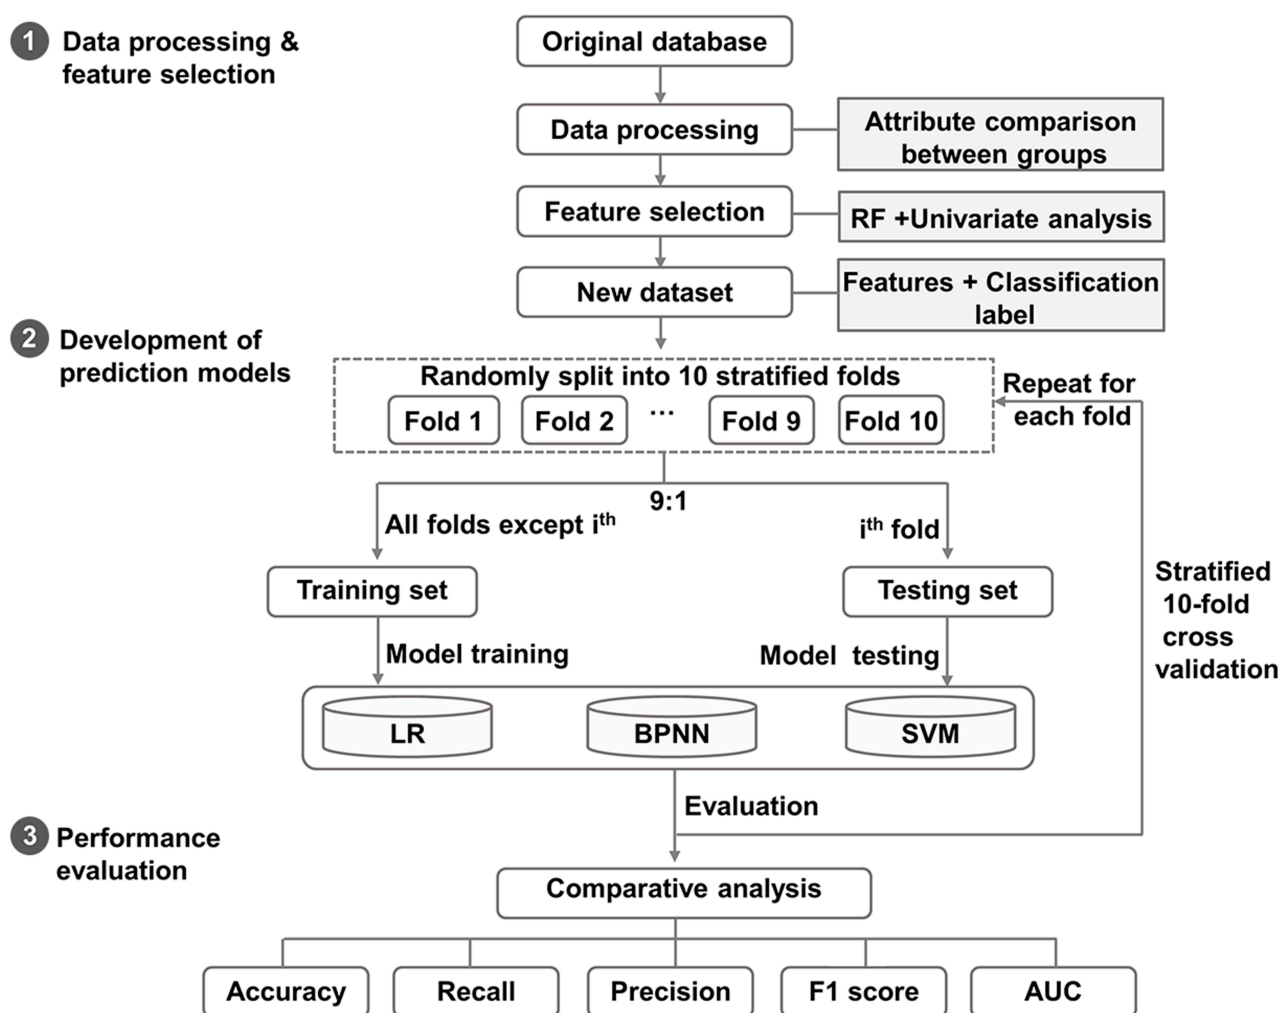 1 Data processing &
feature selection
Original database
Data processing
Attribute comparison
between groups
Feature selection
RF +Univariate analysis
New dataset
Features + Classification
label
2 Development of
prediction models
Randomly split into 10 stratified folds
Fold 1 Fold 2 ... Fold 9 Fold 10
Repeat for
each fold
9:1
All folds except ith
ith fold
Training set
Testing set
Stratified
10-fold
cross
validation
Model training
Model testing
LR BPNN SVM
Evaluation
3 Performance
evaluation
Comparative analysis
Accuracy Recall Precision F1 score AUC